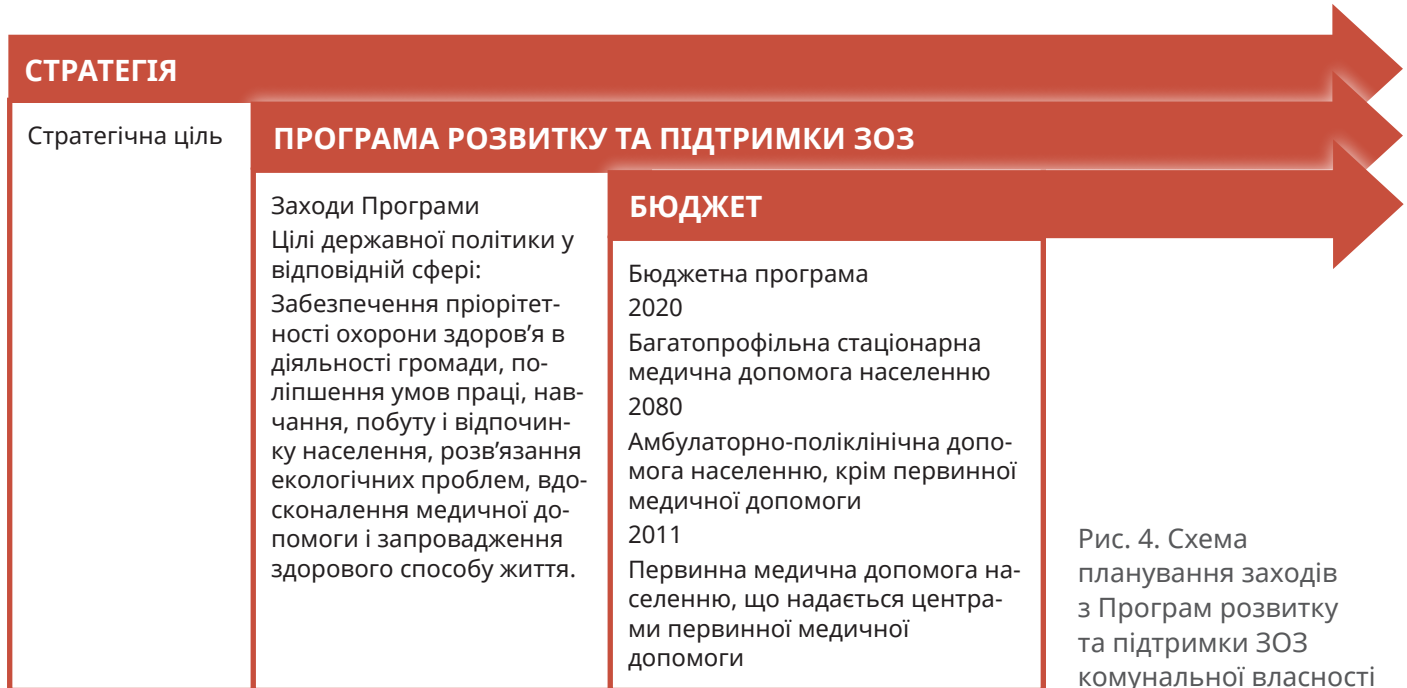 СТРАТЕГІЯ
Стратегічна ціль
ПРОГРАМА РОЗВИТКУ ТА ПІДТРИМКИ ЗОЗ
Заходи Програми
Цілі державної політики у
відповідній сфері:
Забезпечення пріорітет-
ності охорони здоров’я в
діяльності громади, по-
ліпшення умов праці, нав-
чання, побуту і відпочин-
ку населення, розв’язання
екологічних проблем, вдо-
сконалення медичної до-
помоги і запровадження
здорового способу життя.
БЮДЖЕТ
Бюджетна програма
2020
Багатопрофільна стаціонарна
медична допомога населенню
2080
Амбулаторно-поліклінічна допо-
мога населенню, крім первинної
медичної допомоги
2011
Первинна медична допомога на-
селенню, що надається центра-
ми первинної медичної
допомоги
Рис. 4. Схема
планування заходів
з Програм розвитку
та підтримки ЗОЗ
комунальної власності